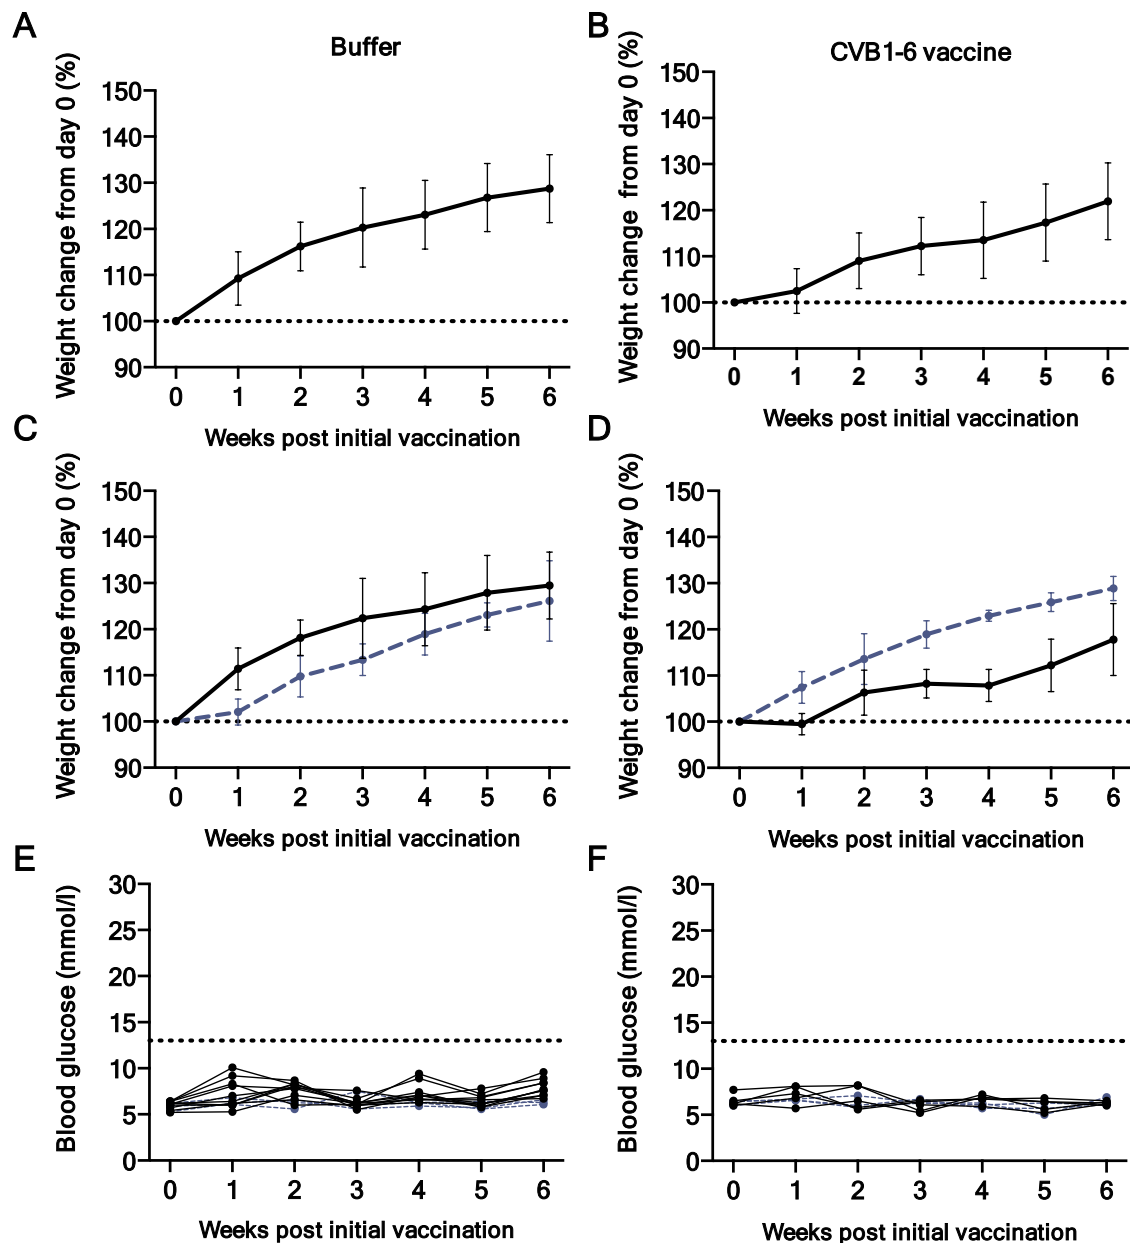 A
Buffer
Weight change from day 0 (%)
150
140
130
120
110
100
90
0 1 2 3 4 5 6
Weeks post initial vaccination
B
CVB1-6 vaccine
Weight change from day 0 (%)
150
140
130
120
110
100
90
0 1 2 3 4 5 6
Weeks post initial vaccination
C
Weight change from day 0 (%)
150
140
130
120
110
100
90
0 1 2 3 4 5 6
Weeks post initial vaccination
D
Weight change from day 0 (%)
150
140
130
120
110
100
90
0 1 2 3 4 5 6
Weeks post initial vaccination
E
Blood glucose (mmol/l)
30
25
20
15
10
5
0
0 1 2 3 4 5 6
Weeks post initial vaccination
F
Blood glucose (mmol/l)
30
25
20
15
10
5
0
0 1 2 3 4 5 6
Weeks post initial vaccination